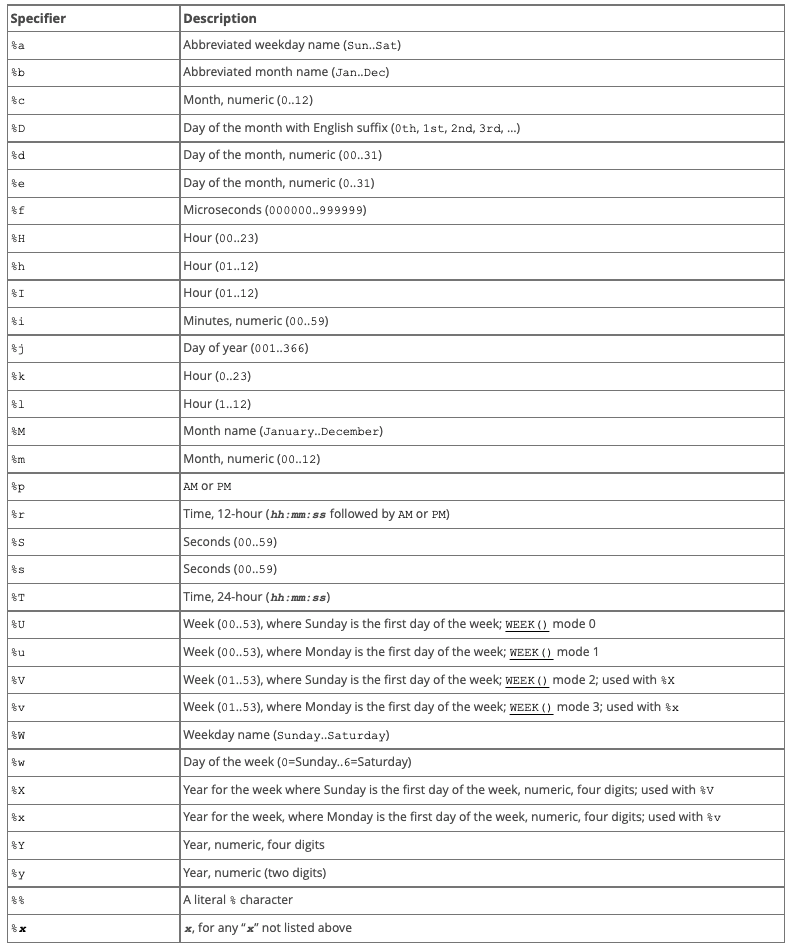 Specifier Description
%a Abbreviated weekday name (Sun..Sat)
%b Abbreviated month name (Jan..Dec)
%c Month, numeric (0..12)
%D Day of the month with English suffix (0th, 1st, 2nd, 3rd, …)
%d Day of the month, numeric (00..31)
%e Day of the month, numeric (0..31)
%f Microseconds (000000..999999)
%H Hour (00..23)
%h Hour (01..12)
%I Hour (01..12)
%i Minutes, numeric (00..59)
%j Day of year (001..366)
%k Hour (0..23)
%l Hour (1..12)
%M Month name (January..December)
%m Month, numeric (00..12)
%p AM or PM
%r Time, 12-hour (hh:mm:ss followed by AM or PM)
%S Seconds (00..59)
%s Seconds (00..59)
%T Time, 24-hour (hh:mm:ss)
%U Week (00..53), where Sunday is the first day of the week; WEEK() mode 0
%u Week (00..53), where Monday is the first day of the week; WEEK() mode 1
%V Week (01..53), where Sunday is the first day of the week; WEEK() mode 2; used with %X
%v Week (01..53), where Monday is the first day of the week; WEEK() mode 3; used with %x
%W Weekday name (Sunday..Saturday)
%w Day of the week (0=Sunday..6=Saturday)
%X Year for the week where Sunday is the first day of the week, numeric, four digits; used with %V
%x Year for the week, where Monday is the first day of the week, numeric, four digits; used with %v
%Y Year, numeric, four digits
%y Year, numeric (two digits)
%% A literal % character
%x x, for any “x” not listed above